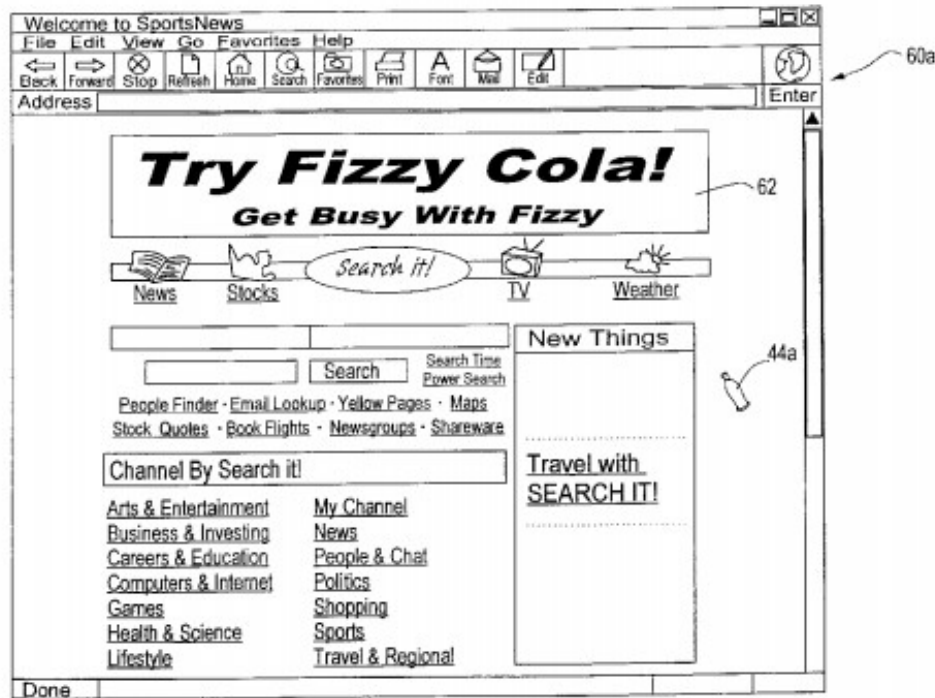 Welcome to SportsNews
File Edit View Go Favorites Help
Back Forward Stop Refresh Home Search Favorites Print Font Mail Edit
60a
Address Enter
Try Fizzy Cola!
62
Get Busy With Fizzy
Search it!
News Stocks TV Weather
New Things
44a
Search Search Time
Power Search
People Finder · Email Lookup · Yellow Pages · Maps
Stock Quotes · Book Flights · Newsgroups · Shareware
Travel with
SEARCH IT!
Channel By Search it!
Arts & Entertainment My Channel
Business & Investing News
Careers & Education People & Chat
Computers & Internet Politics
Games Shopping
Health & Science Sports
Lifestyle Travel & Regional
Done